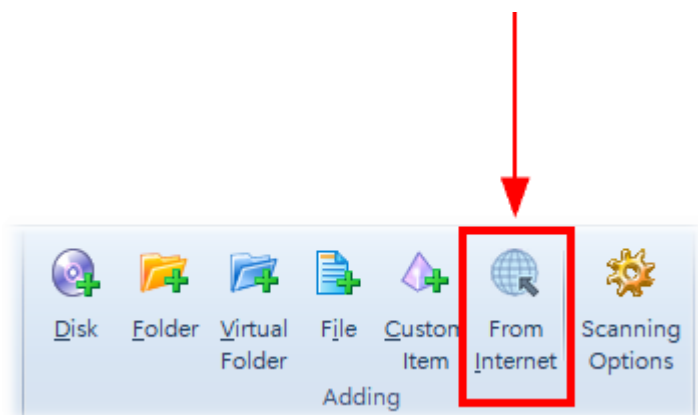 Disk
Folder
Virtual
Folder
File
Custom
Item
From
Internet
Scanning
Options
Adding